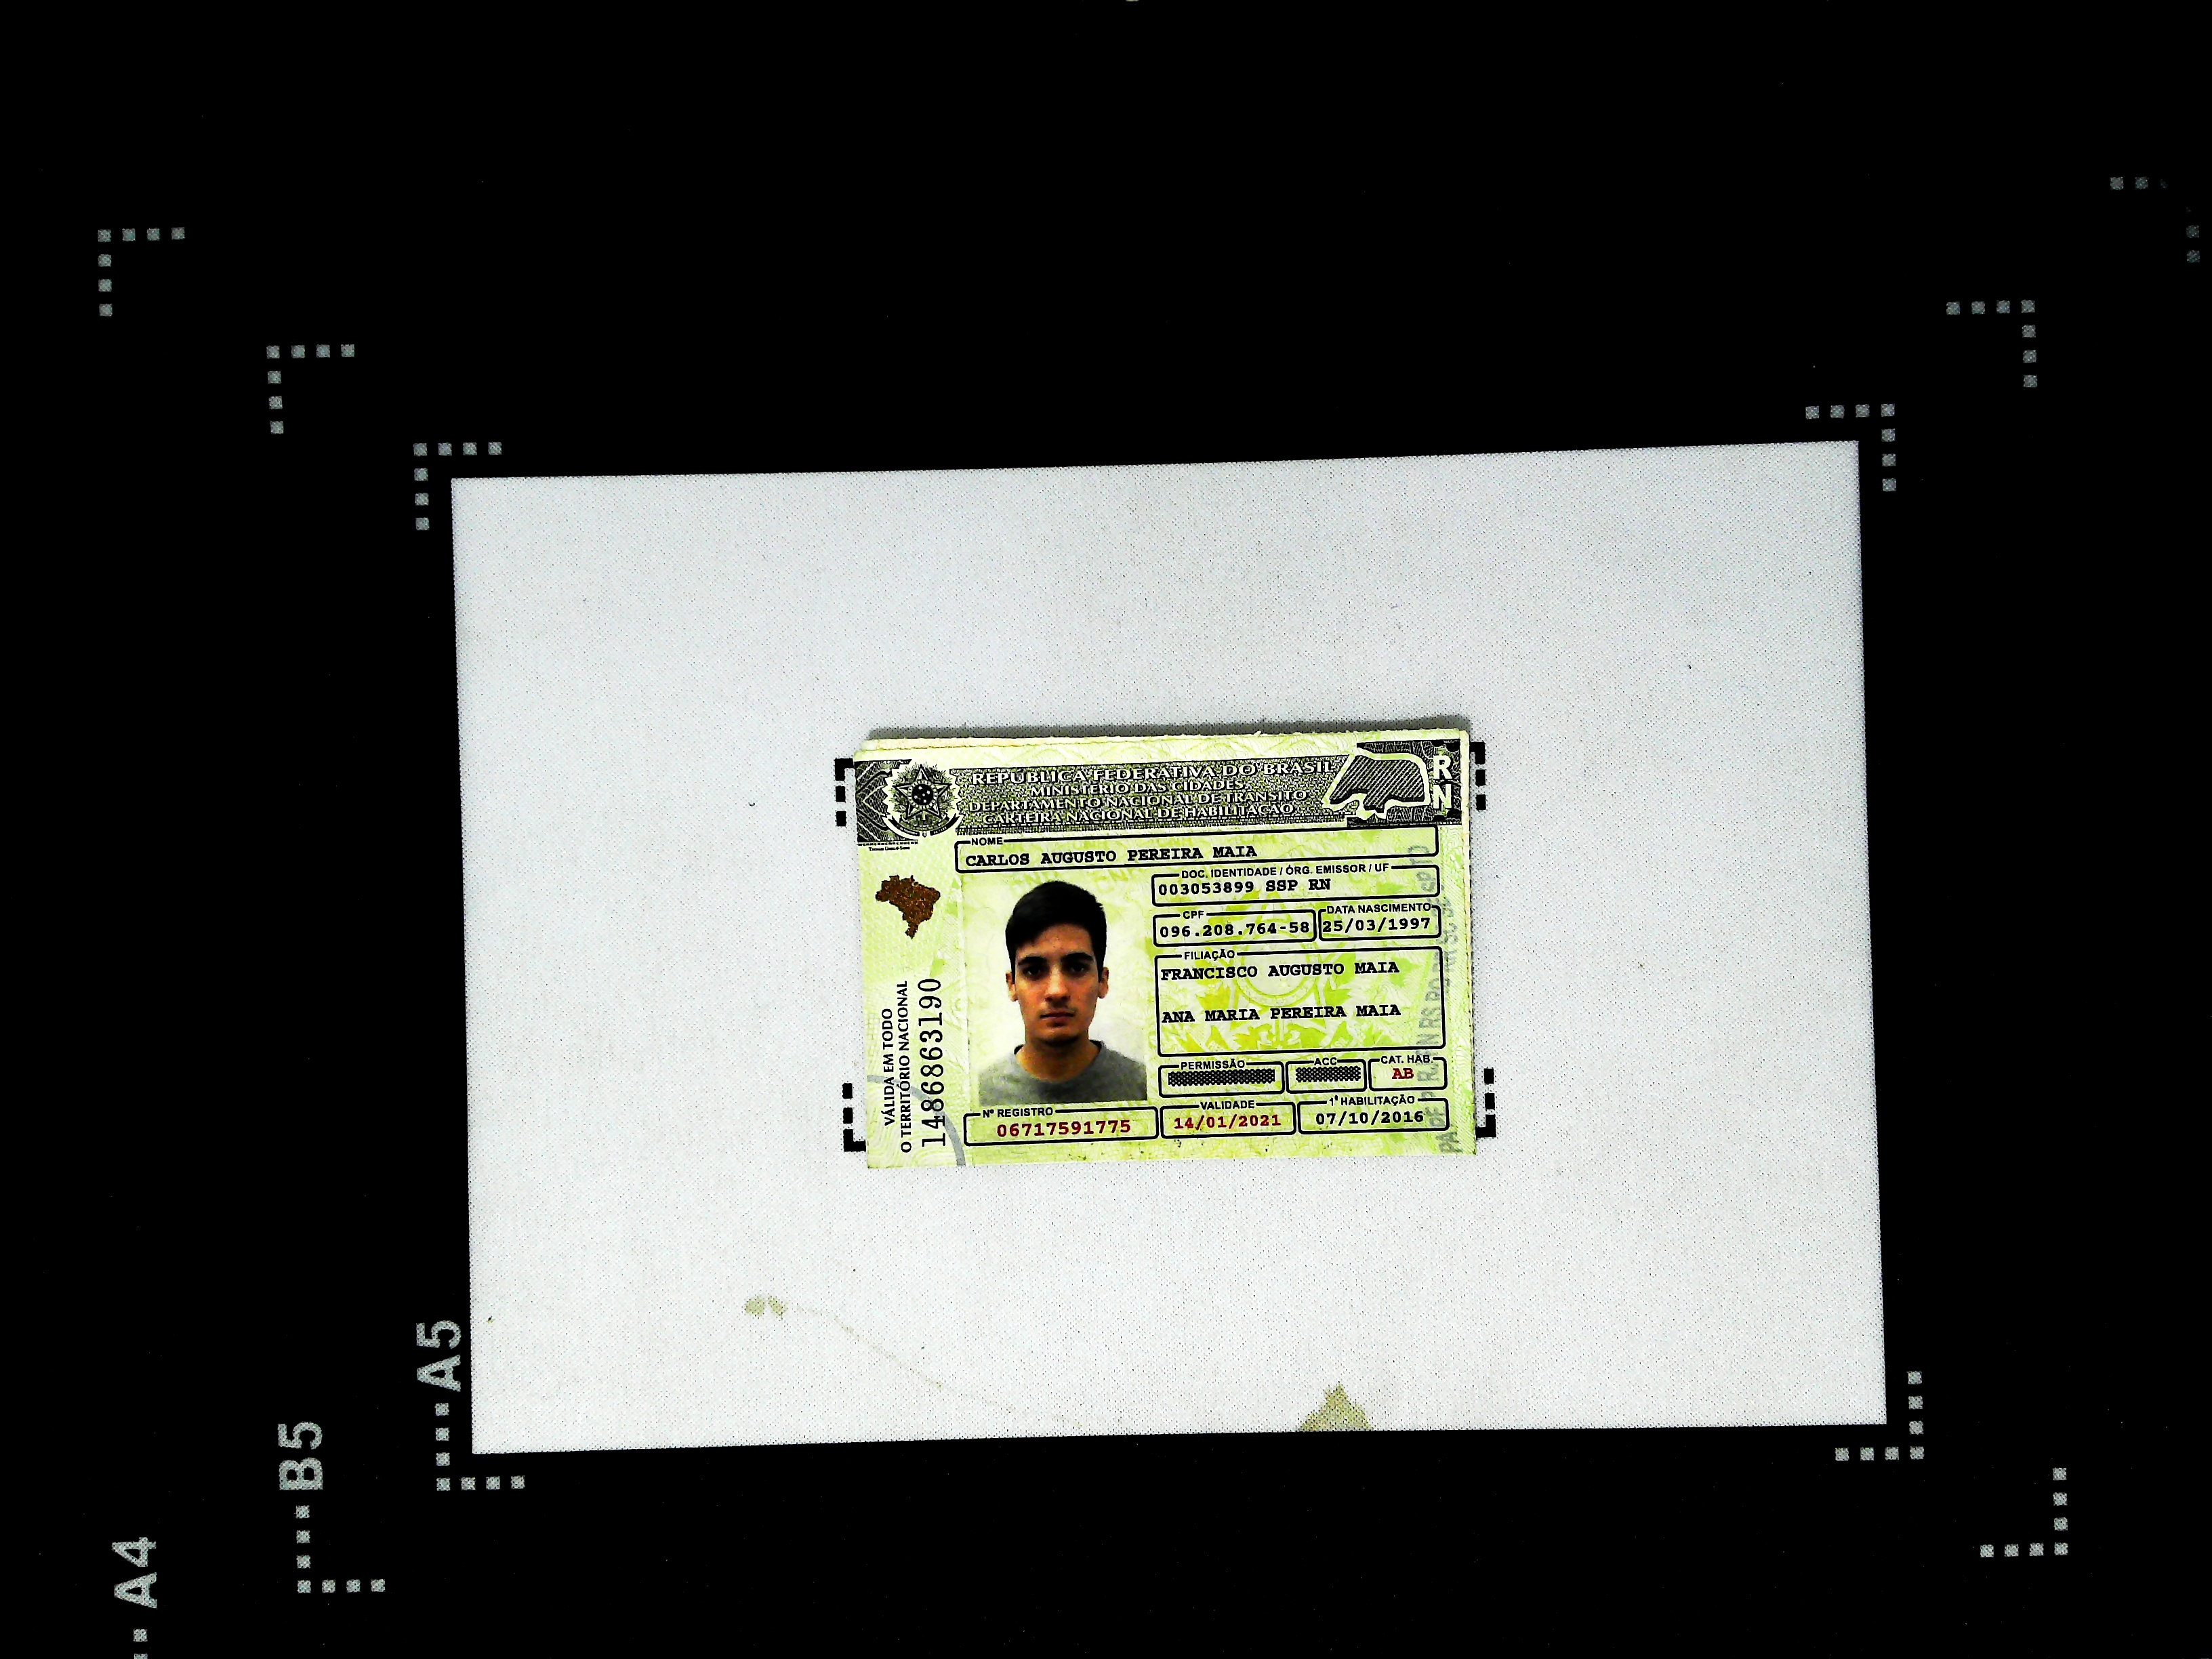 REPÚBLICA FEDERATIVA DO BRASIL
MINISTÉRIO DAS CIDADES
DEPARTAMENTO NACIONAL DE TRÂNSITO
CARTEIRA NACIONAL DE HABILITAÇÃO
RN
NOME
CARLOS AUGUSTO PEREIRA MAIA
DOC. IDENTIDADE / ÓRG. EMISSOR / UF
003053899 SSP RN
CPF
DATA NASCIMENTO
096.208.764-58
25/03/1997
FILIAÇÃO
FRANCISCO AUGUSTO MAIA
ANA MARIA PEREIRA MAIA
PERMISSÃO
ACC
CAT. HAB.
AB
Nº REGISTRO
VALIDADE
1ª HABILITAÇÃO
06717591775
14/01/2021
07/10/2016
VÁLIDA EM TODO
O TERRITÓRIO NACIONAL
1486863190
A5
B5
A4